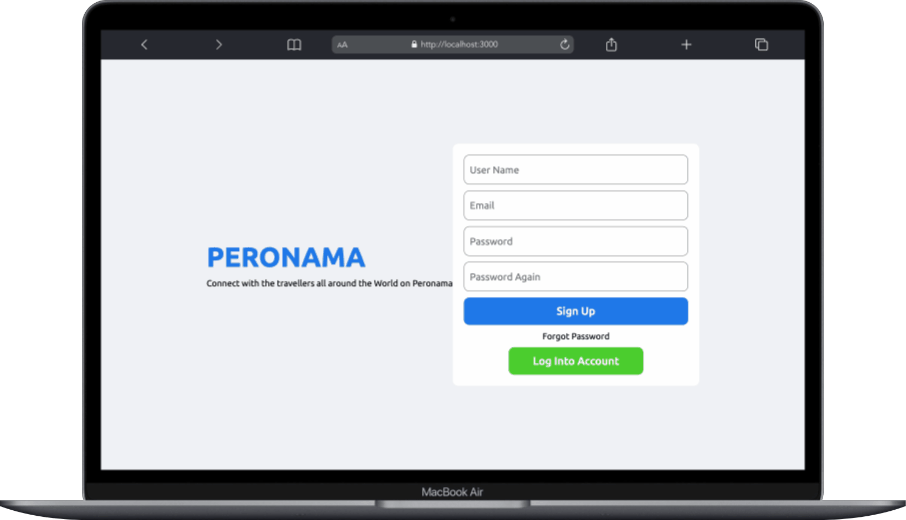 AA http://localhost:3000
PERONAMA
Connect with the travellers all around the World on Peronama
User Name
Email
Password
Password Again
Sign Up
Forgot Password
Log Into Account
MacBook Air